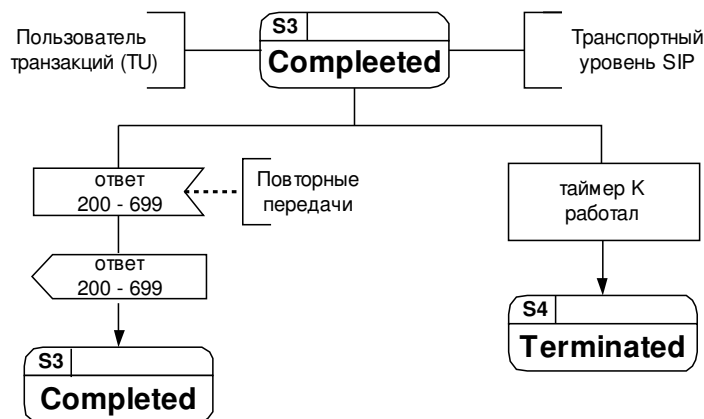 Пользователь
транзакций (TU)
S3
Compleeted
Транспортный
уровень SIP
ответ
200 - 699
Повторные
передачи
таймер K
работал
ответ
200 - 699
S4
Terminated
S3
Completed